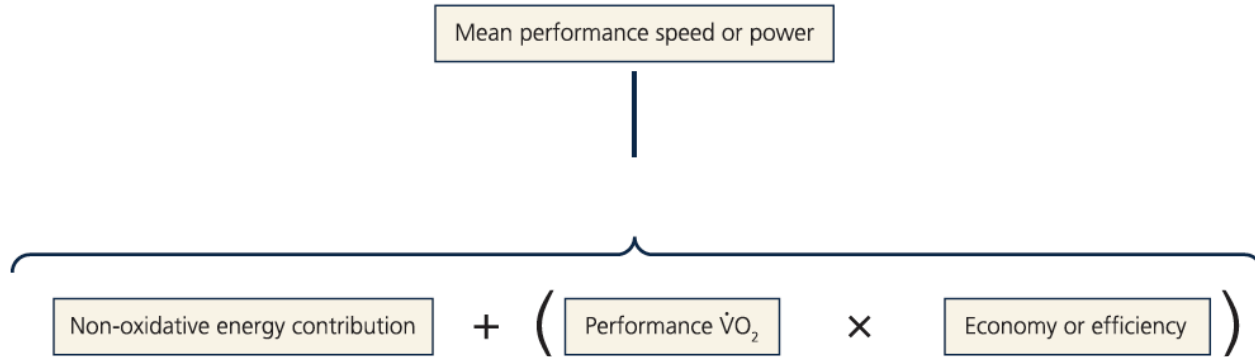 Mean performance speed or power
Non-oxidative energy contribution + ( Performance V̇O₂ × Economy or efficiency )